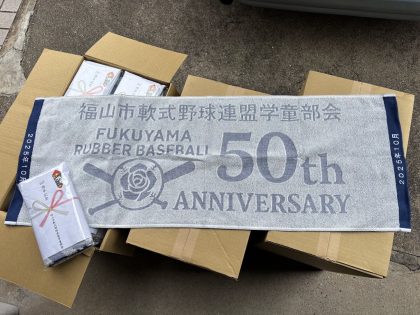 福山市軟式野球連盟学童部会
FUKUYAMA
RUBBER BASEBALL
50th
ANNIVERSARY
2025年10月
2025年10月